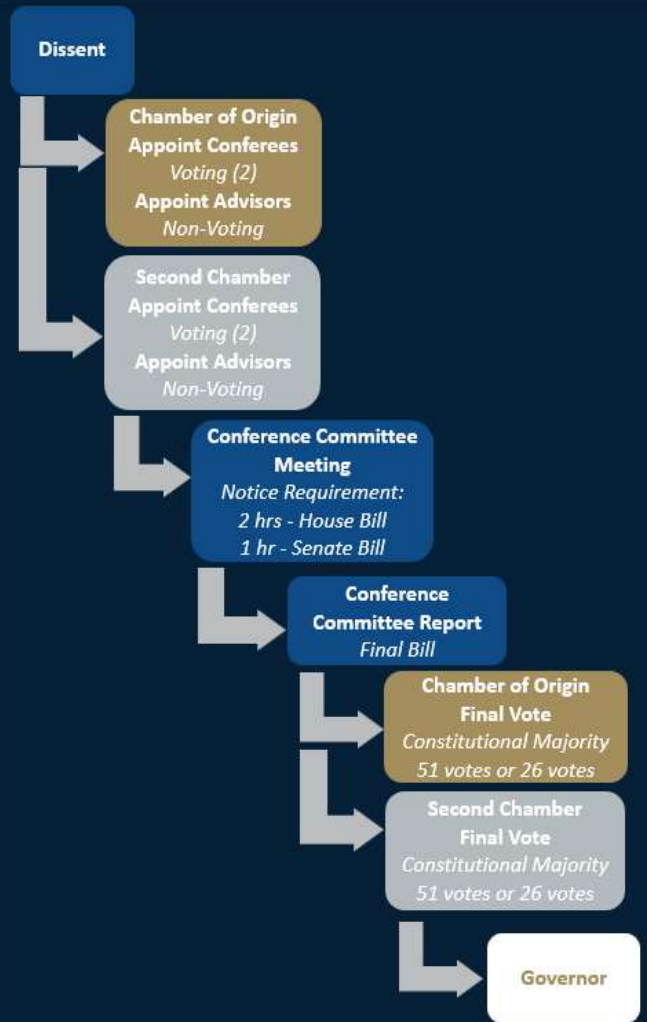 Dissent
Chamber of Origin
Appoint Conferees
Voting (2)
Appoint Advisors
Non-Voting
Second Chamber
Appoint Conferees
Voting (2)
Appoint Advisors
Non-Voting
Conference Committee
Meeting
Notice Requirement:
2 hrs - House Bill
1 hr - Senate Bill
Conference
Committee Report
Final Bill
Chamber of Origin
Final Vote
Constitutional Majority
51 votes or 26 votes
Second Chamber
Final Vote
Constitutional Majority
51 votes or 26 votes
Governor